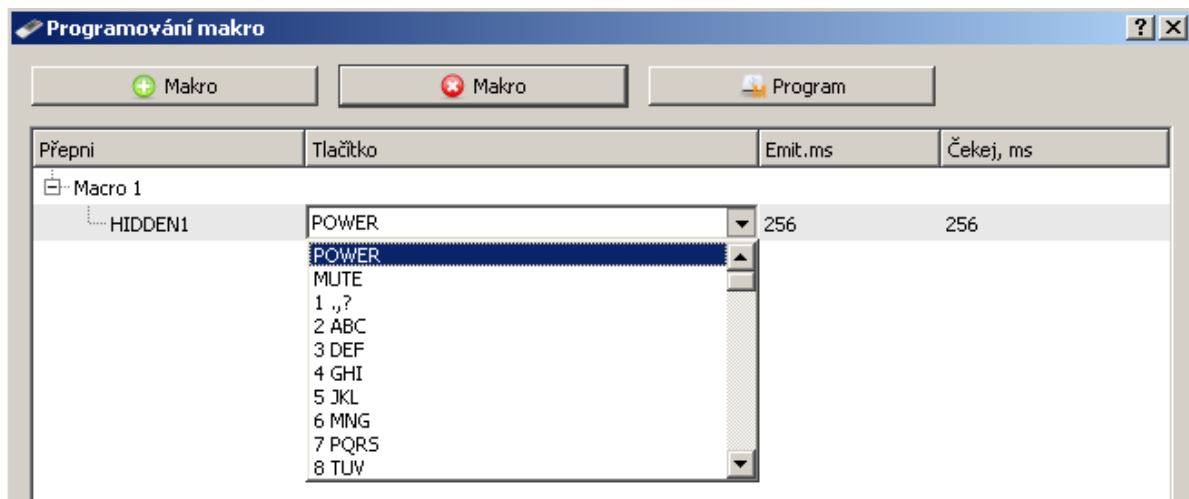 Programování makro
Makro Makro Program
Přepni Tlačítko Emit.ms Čekej, ms
Macro 1
HIDDEN1 POWER 256 256
POWER
MUTE
1 .,?
2 ABC
3 DEF
4 GHI
5 JKL
6 MNG
7 PQRS
8 TUV